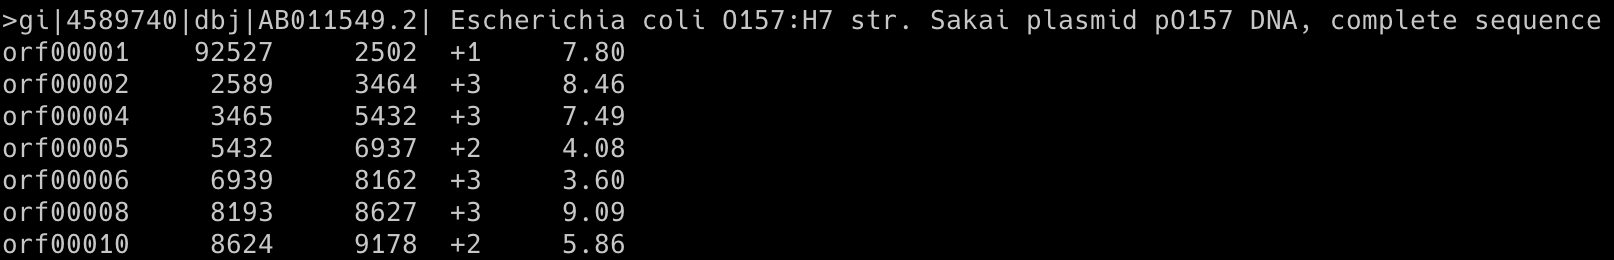 >gi|4589740|dbj|AB011549.2| Escherichia coli O157:H7 str. Sakai plasmid pO157 DNA, complete sequence
orf00001    92527     2502  +1     7.80
orf00002     2589     3464  +3     8.46
orf00004     3465     5432  +3     7.49
orf00005     5432     6937  +2     4.08
orf00006     6939     8162  +3     3.60
orf00008     8193     8627  +3     9.09
orf00010     8624     9178  +2     5.86